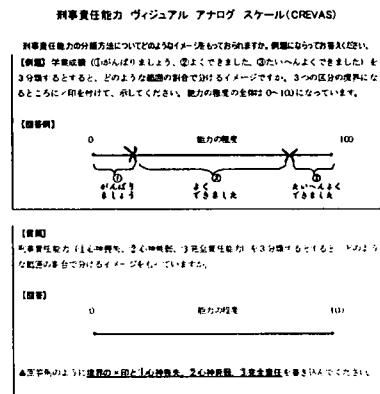 刑事責任能力 ヴィジュアル アナログ スケール(CREVAS)
刑事責任能力の分類方法についてどのようなイメージをもっておられますか。例題にならってお答えください。
【例題】学業成績(①がんばりましょう、②よくできました、③たいへんよくできました)を
3分類するとすると、どのような範囲の割合で分けるイメージですか。3つの区分の境界にな
るところに×印を付けて、示してください。能力の程度の全体は0~100になっています。
【回答例】
0 能力の程度 100
① ② ③
がんばり よく たいへんよく
ましょう できました できました
【質問】
刑事責任能力(1心神喪失、2心神耗弱、3完全責任能力)を3分類するとすると、どのよう
な範囲の割合で分けるイメージをもっていますか。
【回答】
0 能力の程度 100
▲回答例のように境界の×印と1心神喪失、2心神耗弱、3完全責任を書き込んでください。